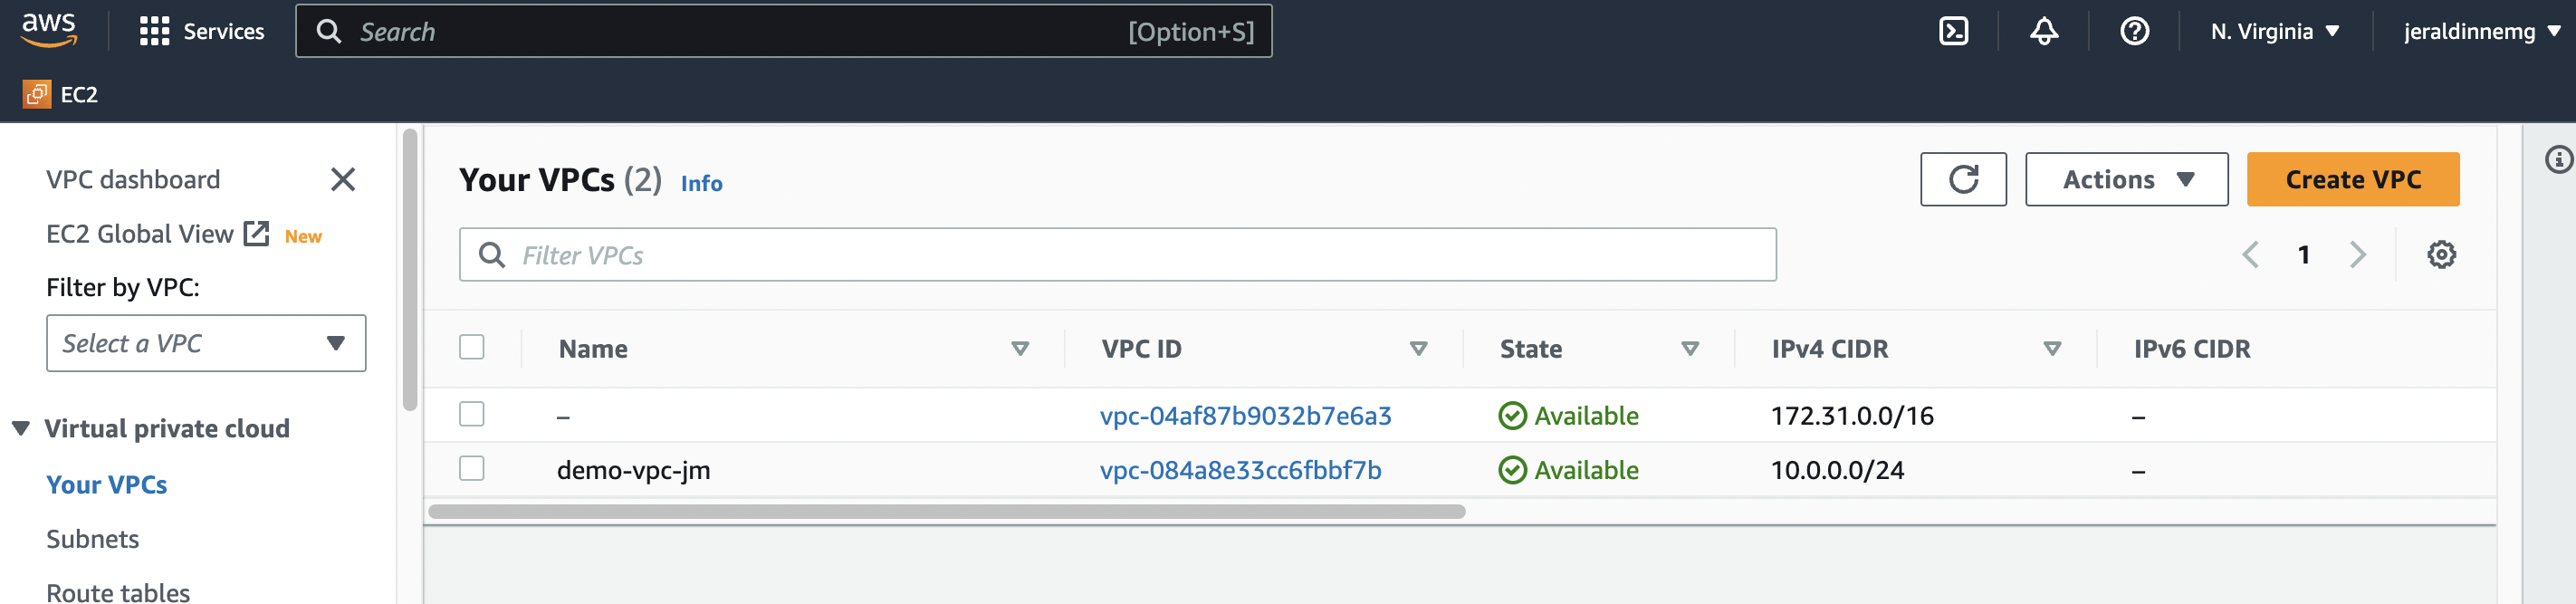 aws
Services
Search [Option+S]
N. Virginia
jeraldinnemg
EC2
VPC dashboard
EC2 Global View New
Filter by VPC:
Select a VPC
Virtual private cloud
Your VPCs
Subnets
Route tables
Your VPCs (2) Info
Actions
Create VPC
Filter VPCs
1
Name VPC ID State IPv4 CIDR IPv6 CIDR
– vpc-04af87b9032b7e6a3 Available 172.31.0.0/16 –
demo-vpc-jm vpc-084a8e33cc6fbbf7b Available 10.0.0.0/24 –